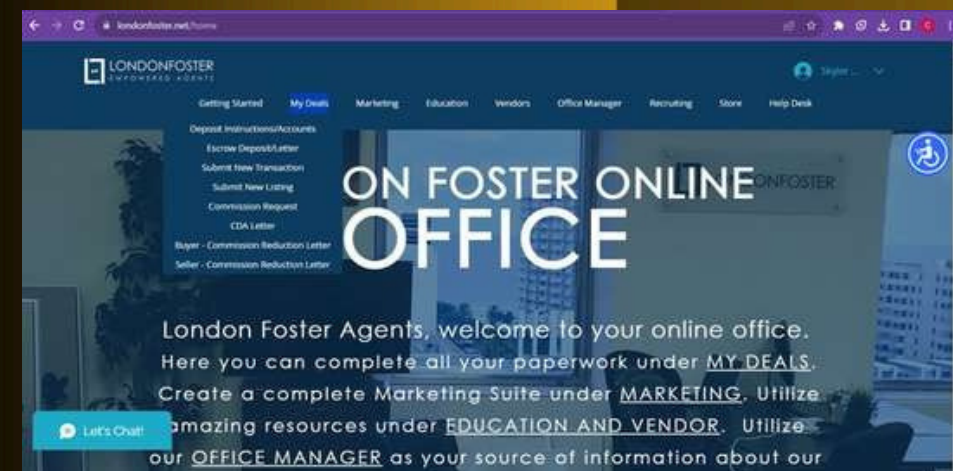 londonfoster.net/home
LONDONFOSTER
EMPOWERED AGENTS
Skyler ...
Getting Started My Deals Marketing Education Vendors Office Manager Recruiting Store Help Desk
Deposit Instructions/Accounts
Escrow Deposit/Letter
Submit New Transaction
Submit New Listing
Commission Request
CDA Letter
Buyer - Commission Reduction Letter
Seller - Commission Reduction Letter
ON FOSTER ONLINE
OFFICE
ONFOSTER
London Foster Agents, welcome to your online office.
Here you can complete all your paperwork under MY DEALS.
Create a complete Marketing Suite under MARKETING. Utilize
amazing resources under EDUCATION AND VENDOR. Utilize
our OFFICE MANAGER as your source of information about our
Let's Chat!